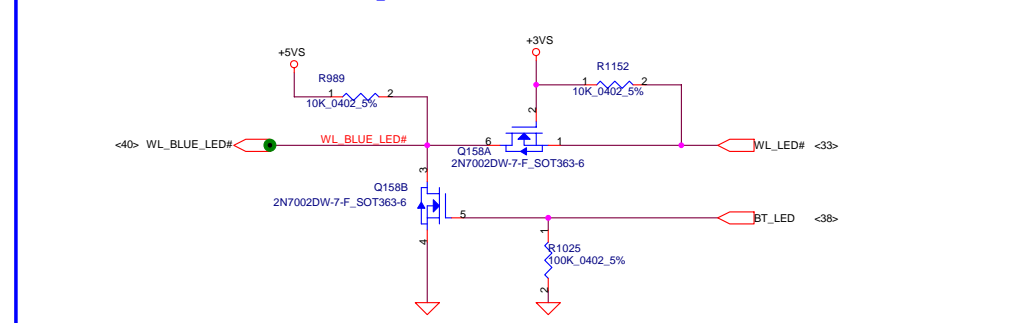 +3VS
+5VS
R1152
R989
1 2
10K_0402_5%
1 2
10K_0402_5%
2
<40> WL_BLUE_LED#
WL_BLUE_LED#
6
1
WL_LED# <33>
Q158A
2N7002DW-7-F_SOT363-6
3
Q158B
2N7002DW-7-F_SOT363-6
5
BT_LED <38>
4
1
R1025
100K_0402_5%
2